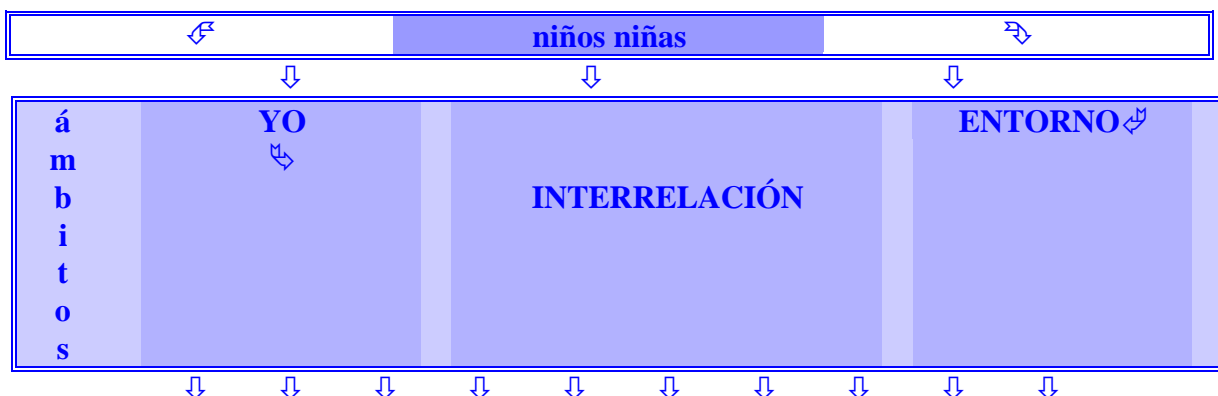 niños niñas
á YO ENTORNO
m
b INTERRELACIÓN
i
t
o
s